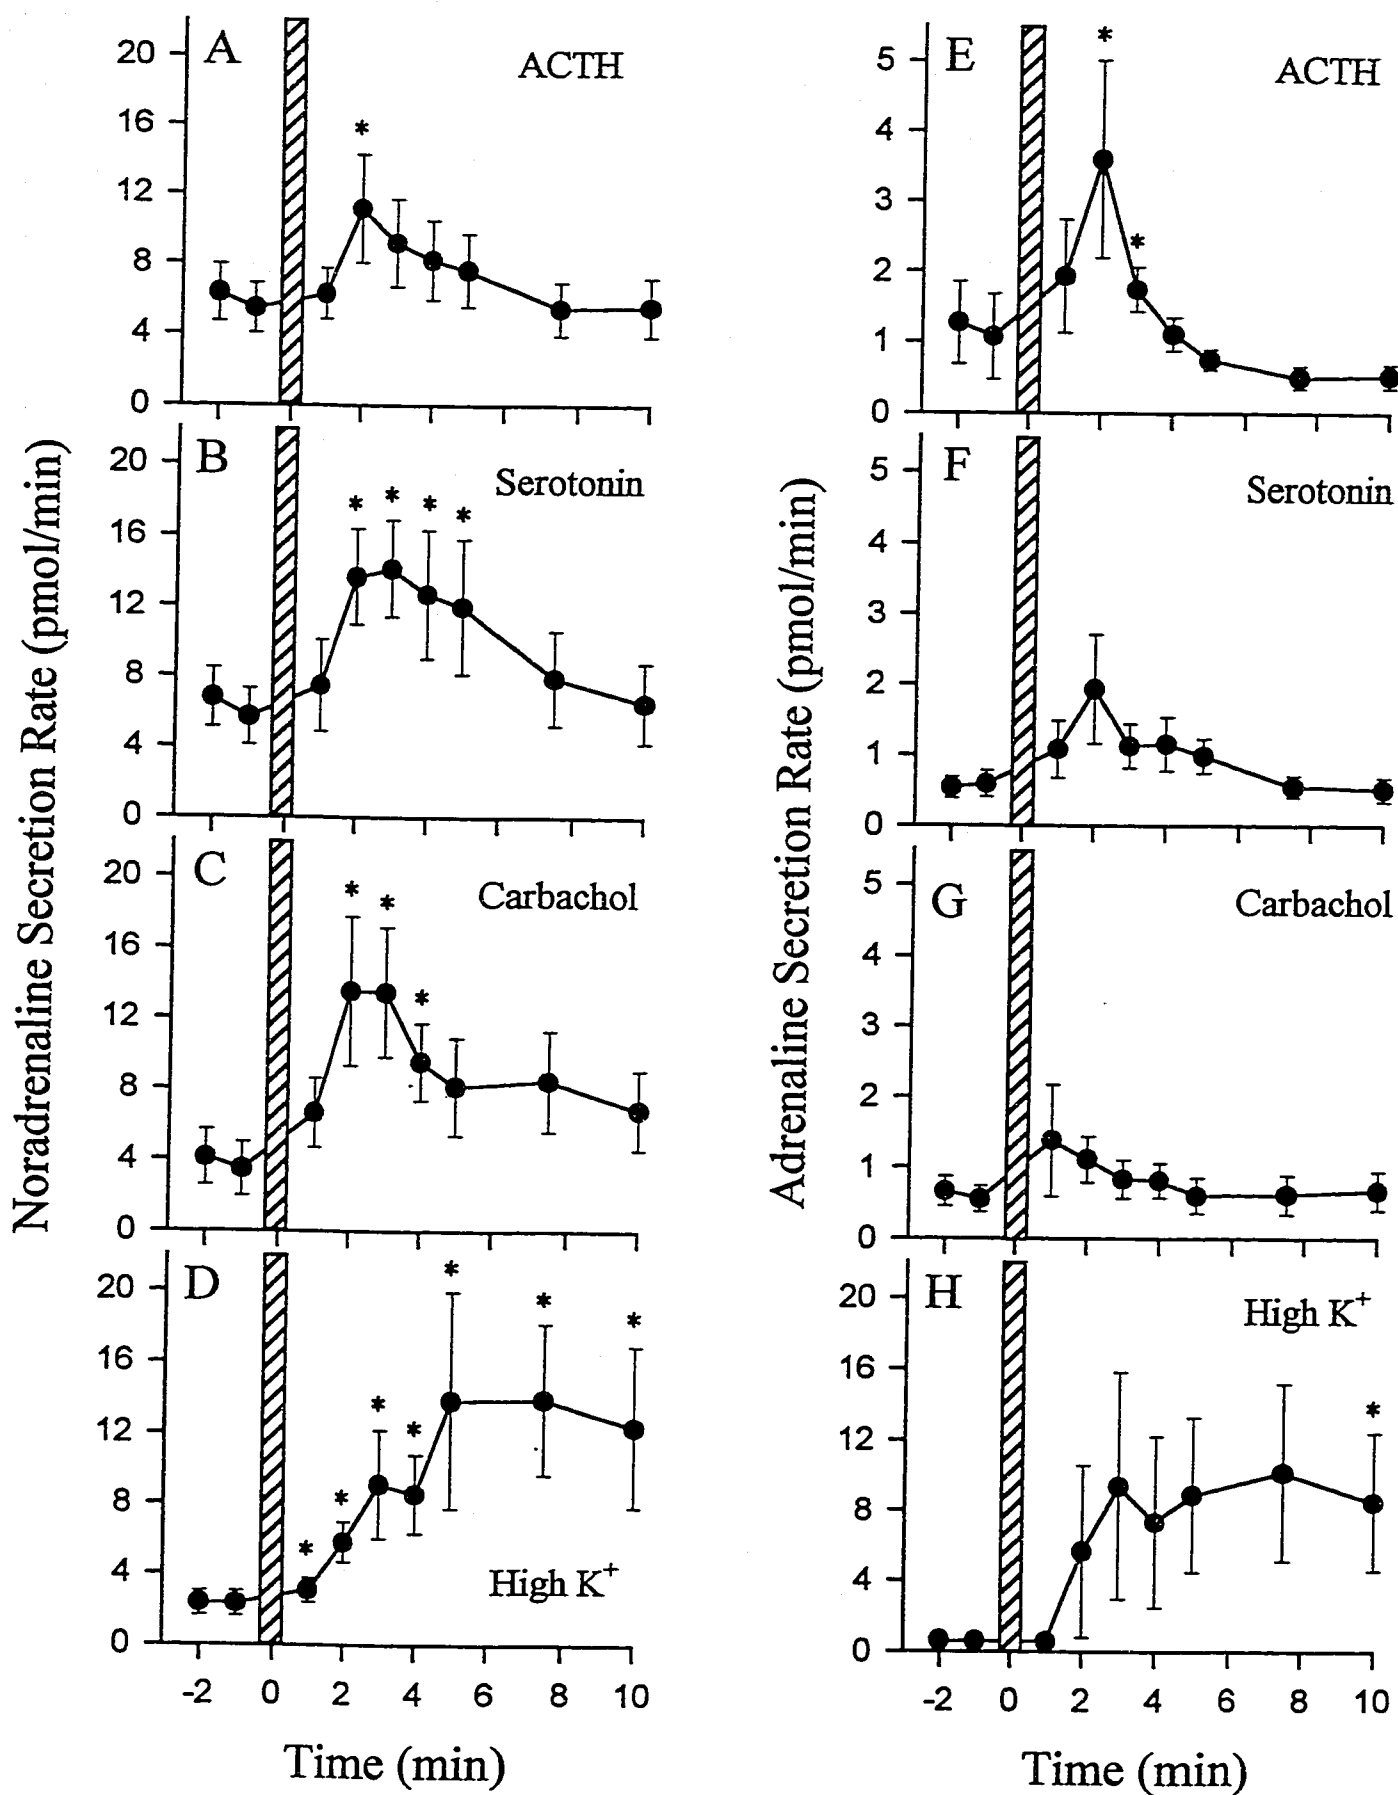 A
ACTH
20
16
12
8
4
0
*
B
Serotonin
20
16
12
8
4
0
* * * *
C
Carbachol
20
16
12
8
4
0
* * *
D
High K⁺
20
16
12
8
4
0
* * * * * * *
-2 0 2 4 6 8 10
Time (min)
Noradrenaline Secretion Rate (pmol/min)
E
ACTH
5
4
3
2
1
0
* *
F
Serotonin
5
4
3
2
1
0
G
Carbachol
5
4
3
2
1
0
H
High K⁺
20
16
12
8
4
0
*
-2 0 2 4 6 8 10
Time (min)
Adrenaline Secretion Rate (pmol/min)